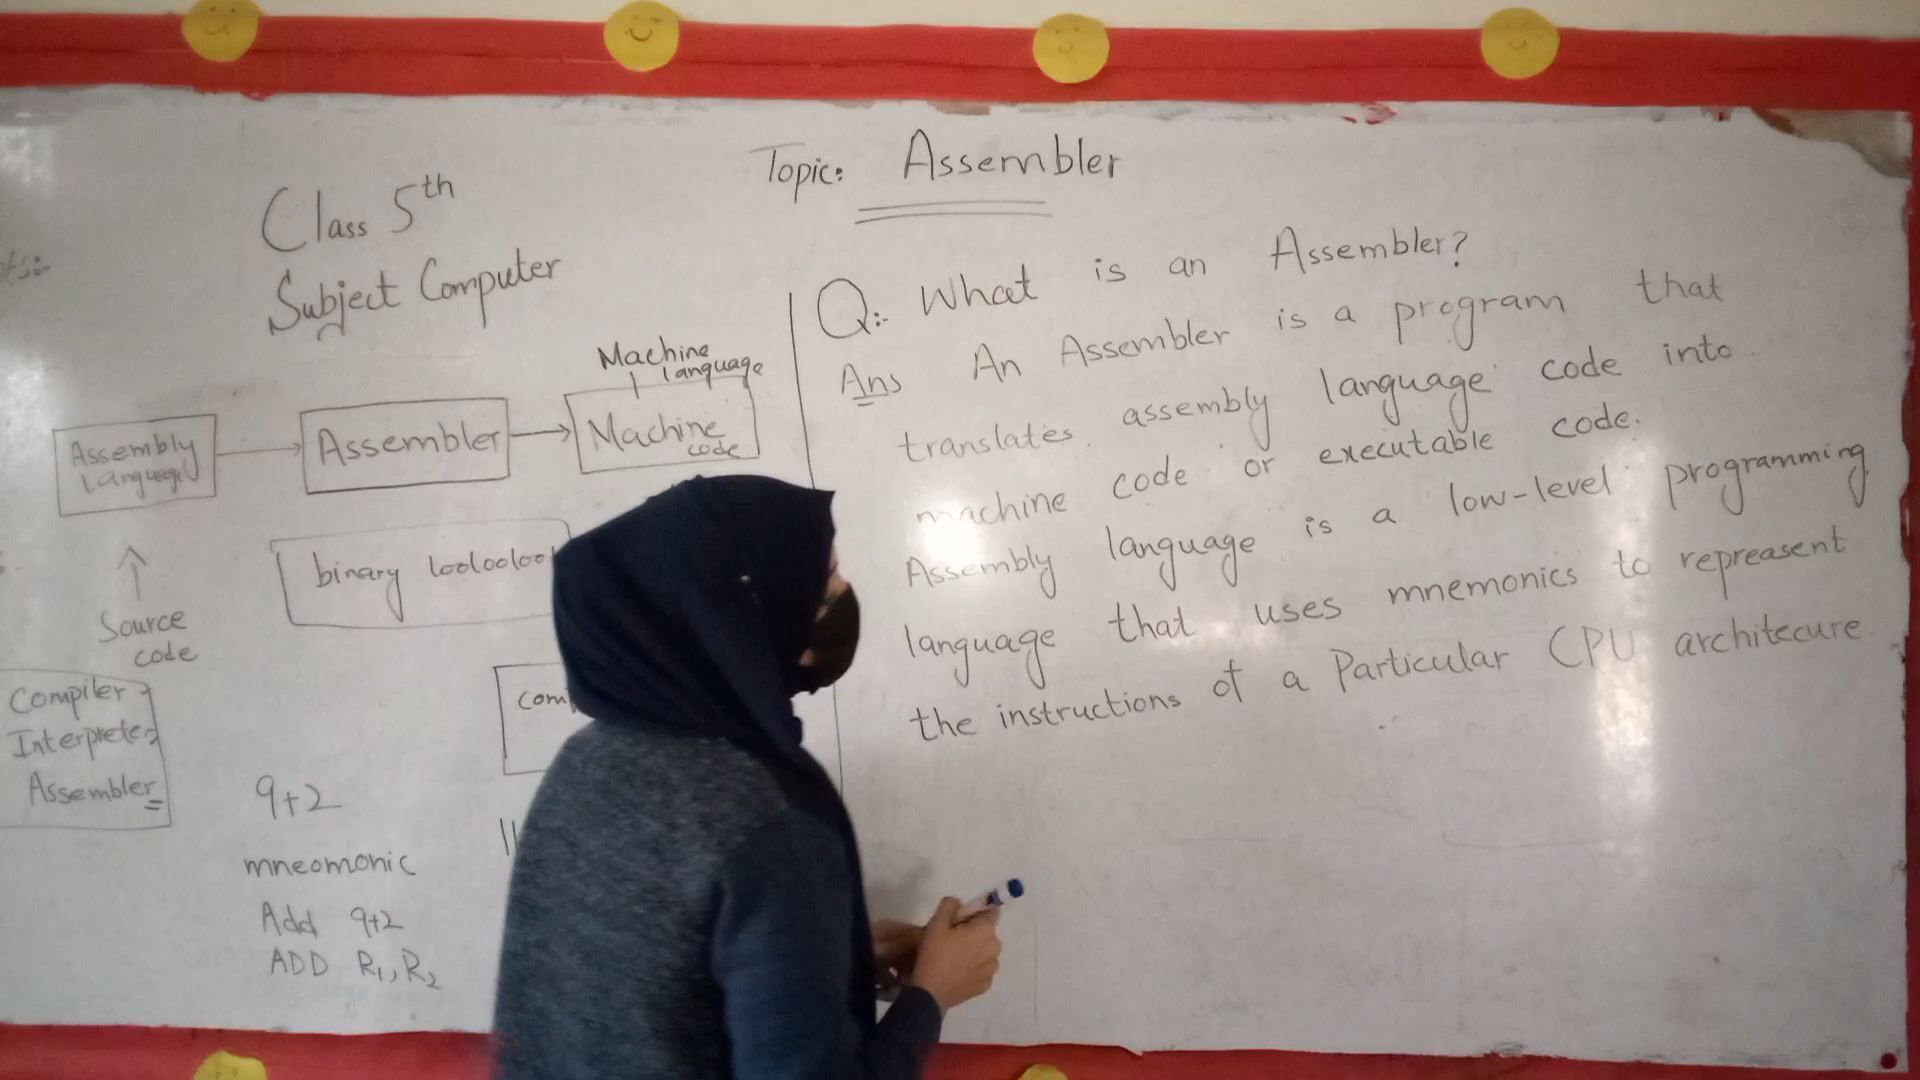 Topic: Assembler
Class 5th
Subject Computer
Machine
language
Assembly
Language
Assembler
Machine
code
binary 1001001001
Source
code
Compiler
Interpreter
Assembler
9+2
mneomonic
Add 9+2
ADD R1, R2
Q:- What is an Assembler?
Ans An Assembler is a program that
translates assembly language code into
machine code or executable code.
Assembly language is a low-level programming
language that uses mnemonics to repreasent
the instructions of a Particular CPU architecure.